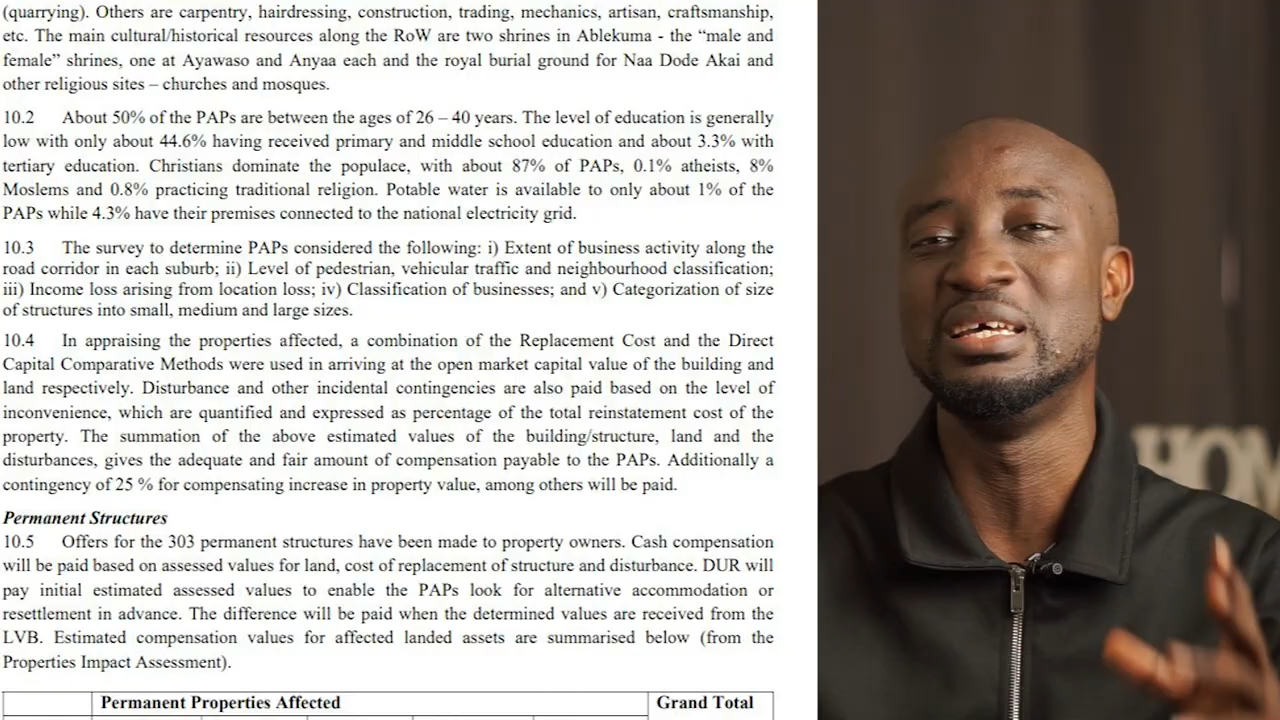 (quarrying). Others are carpentry, hairdressing, construction, trading, mechanics, artisan, craftsmanship,
etc. The main cultural/historical resources along the RoW are two shrines in Ablekuma - the “male and
female” shrines, one at Ayawaso and Anyaa each and the royal burial ground for Naa Dode Akai and
other religious sites – churches and mosques.
10.2 About 50% of the PAPs are between the ages of 26 – 40 years. The level of education is generally
low with only about 44.6% having received primary and middle school education and about 3.3% with
tertiary education. Christians dominate the populace, with about 87% of PAPs, 0.1% atheists, 8%
Moslems and 0.8% practicing traditional religion. Potable water is available to only about 1% of the
PAPs while 4.3% have their premises connected to the national electricity grid.
10.3 The survey to determine PAPs considered the following: i) Extent of business activity along the
road corridor in each suburb; ii) Level of pedestrian, vehicular traffic and neighbourhood classification;
iii) Income loss arising from location loss; iv) Classification of businesses; and v) Categorization of size
of structures into small, medium and large sizes.
10.4 In appraising the properties affected, a combination of the Replacement Cost and the Direct
Capital Comparative Methods were used in arriving at the open market capital value of the building and
land respectively. Disturbance and other incidental contingencies are also paid based on the level of
inconvenience, which are quantified and expressed as percentage of the total reinstatement cost of the
property. The summation of the above estimated values of the building/structure, land and the
disturbances, gives the adequate and fair amount of compensation payable to the PAPs. Additionally a
contingency of 25 % for compensating increase in property value, among others will be paid.
Permanent Structures
10.5 Offers for the 303 permanent structures have been made to property owners. Cash compensation
will be paid based on assessed values for land, cost of replacement of structure and disturbance. DUR will
pay initial estimated assessed values to enable the PAPs look for alternative accommodation or
resettlement in advance. The difference will be paid when the determined values are received from the
LVB. Estimated compensation values for affected landed assets are summarised below (from the
Properties Impact Assessment).
Permanent Properties Affected Grand Total
HOM